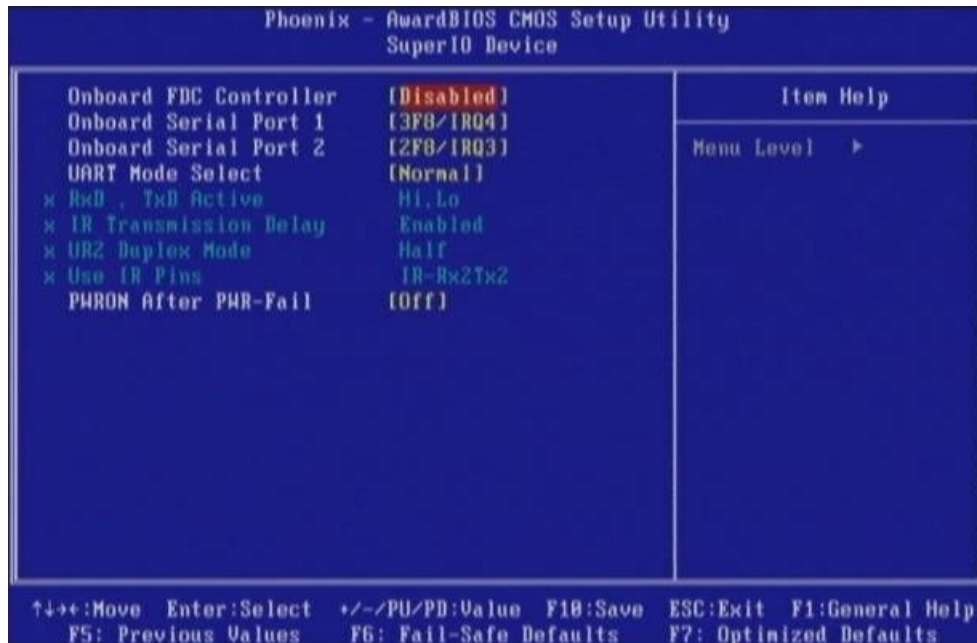 Phoenix - AwardBIOS CMOS Setup Utility
SuperIO Device
Onboard FDC Controller [Disabled]
Onboard Serial Port 1 [3F8/IRQ4]
Onboard Serial Port 2 [2F8/IRQ3]
UART Mode Select [Normal]
x RxD , TxD Active Hi,Lo
x IR Transmission Delay Enabled
x UR2 Duplex Mode Half
x Use IR Pins IR-Rx2Tx2
PWRON After PWR-Fail [Off]
Item Help
Menu Level ▶
↑↓→←:Move Enter:Select +/-/PU/PD:Value F10:Save ESC:Exit F1:General Help
F5: Previous Values F6: Fail-Safe Defaults F7: Optimized Defaults